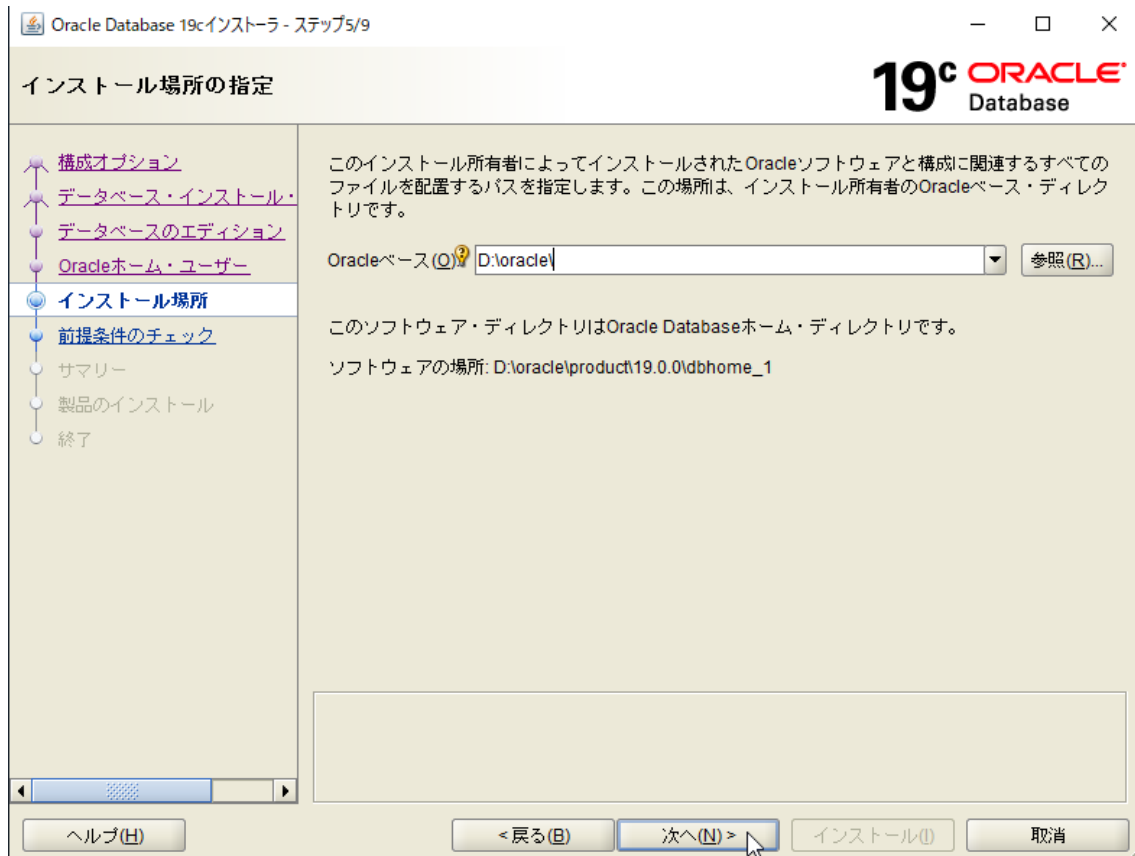 Oracle Database 19cインストーラ - ステップ5/9
インストール場所の指定
19c ORACLE
Database
構成オプション
データベース・インストール・
データベースのエディション
Oracleホーム・ユーザー
インストール場所
前提条件のチェック
サマリー
製品のインストール
終了
このインストール所有者によってインストールされたOracleソフトウェアと構成に関連するすべての
ファイルを配置するパスを指定します。この場所は、インストール所有者のOracleベース・ディレク
トリです。
Oracleベース(O) D:\oracle\ 参照(R)...
このソフトウェア・ディレクトリはOracle Databaseホーム・ディレクトリです。
ソフトウェアの場所: D:\oracle\product\19.0.0\dbhome_1
ヘルプ(H) <戻る(B) 次へ(N)> インストール(I) 取消